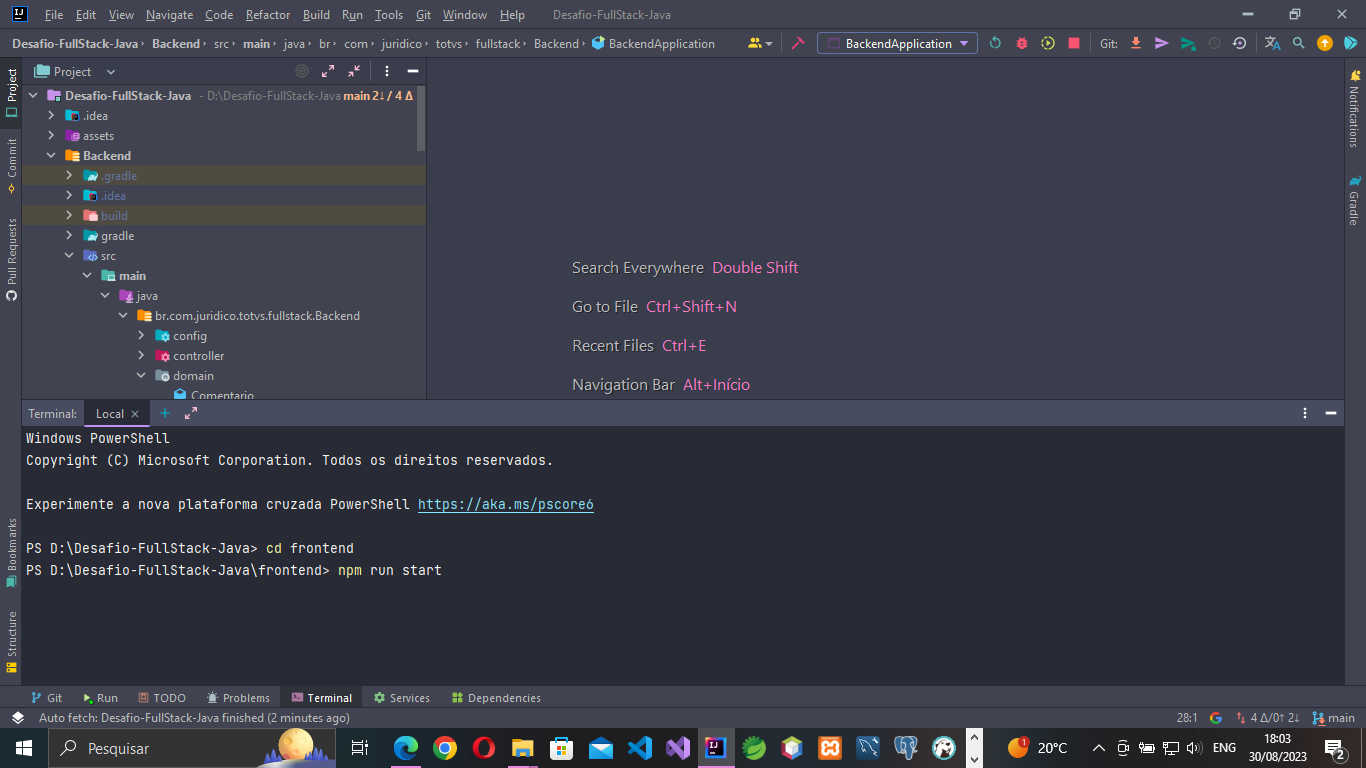 File Edit View Navigate Code Refactor Build Run Tools Git Window Help Desafio-FullStack-Java
Desafio-FullStack-Java Backend src main java br com juridico totvs fullstack Backend BackendApplication BackendApplication Git:
Project
Project
Commit
Pull Requests
Bookmarks
Structure
Desafio-FullStack-Java - D:\Desafio-FullStack-Java main 2↓ / 4 Δ
.idea
assets
Backend
.gradle
.idea
build
gradle
src
main
java
br.com.juridico.totvs.fullstack.Backend
config
controller
domain
Comentario
Search Everywhere Double Shift
Go to File Ctrl+Shift+N
Recent Files Ctrl+E
Navigation Bar Alt+Início
Notifications
Gradle
Terminal: Local
Windows PowerShell
Copyright (C) Microsoft Corporation. Todos os direitos reservados.
Experimente a nova plataforma cruzada PowerShell https://aka.ms/pscore6
PS D:\Desafio-FullStack-Java> cd frontend
PS D:\Desafio-FullStack-Java\frontend> npm run start
Git Run TODO Problems Terminal Services Dependencies
Auto fetch: Desafio-FullStack-Java finished (2 minutes ago) 28:1 4 Δ/0↑ 2↓ main
Pesquisar 1 20°C ENG 18:03
30/08/2023 2